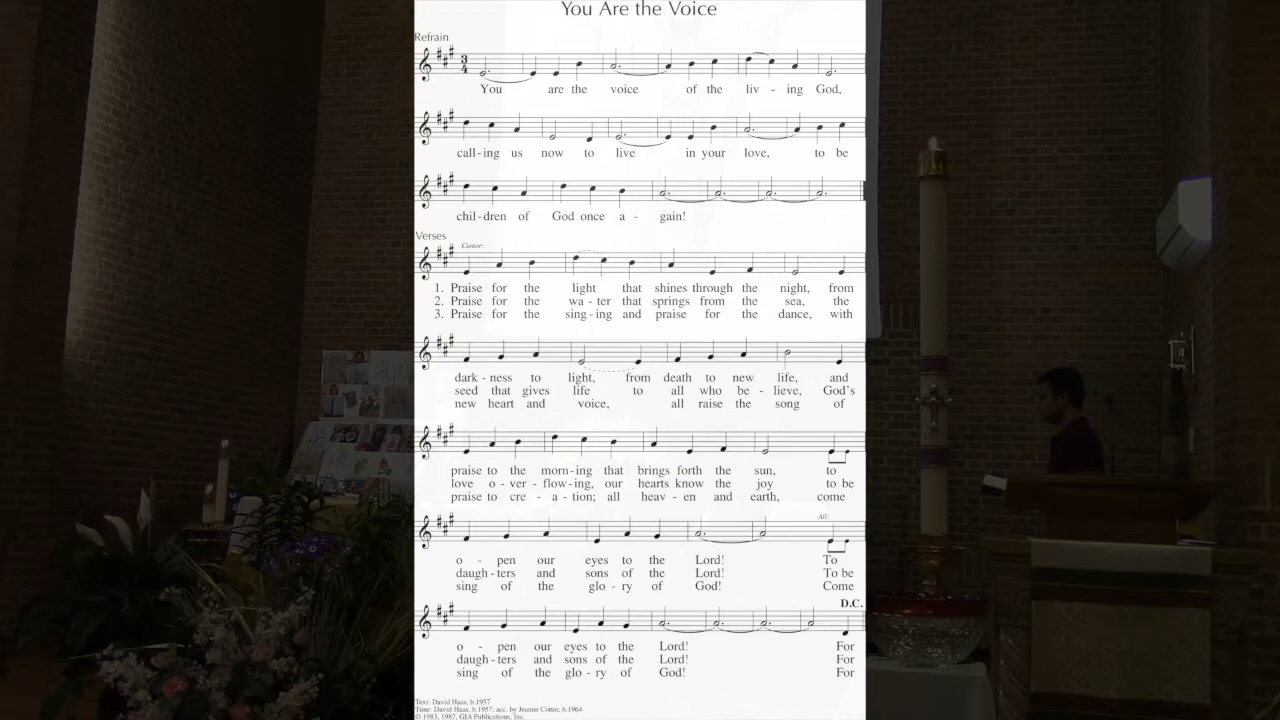 You Are the Voice
Refrain
3
4
You are the voice of the liv - ing God,
call - ing us now to live in your love, to be
chil - dren of God once a - gain!
Verses
Cantor:
1. Praise for the light that shines through the night, from
2. Praise for the wa - ter that springs from the sea, the
3. Praise for the sing - ing and praise for the dance, with
dark - ness to light, from death to new life, and
seed that gives life to all who be - lieve, God's
new heart and voice, all raise the song of
praise to the morn - ing that brings forth the sun, to
love o - ver - flow - ing, our hearts know the joy to be
praise to cre - a - tion; all heav - en and earth, come
All:
o - pen our eyes to the Lord! To
daugh - ters and sons of the Lord! To be
sing of the glo - ry of God! Come
D.C.
o - pen our eyes to the Lord! For
daugh - ters and sons of the Lord! For
sing of the glo - ry of God! For
Text: David Haas, b.1957
Tune: David Haas, b.1957; acc. by Jeanne Cotter, b.1964
© 1983, 1987, GIA Publications, Inc.